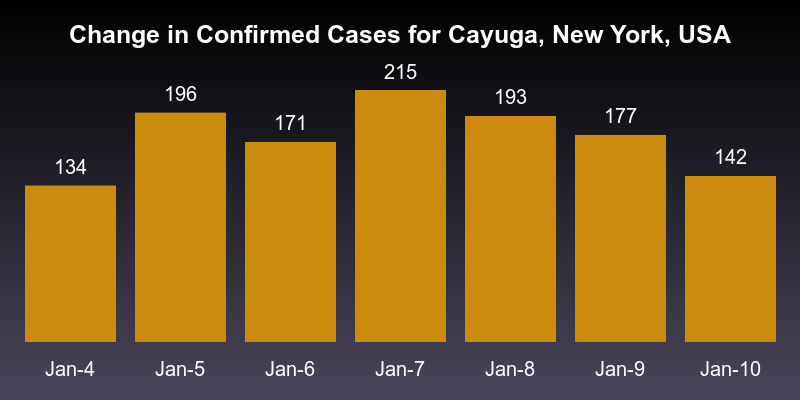 Change in Confirmed Cases for Cayuga, New York, USA
134
196
171
215
193
177
142
Jan-4
Jan-5
Jan-6
Jan-7
Jan-8
Jan-9
Jan-10